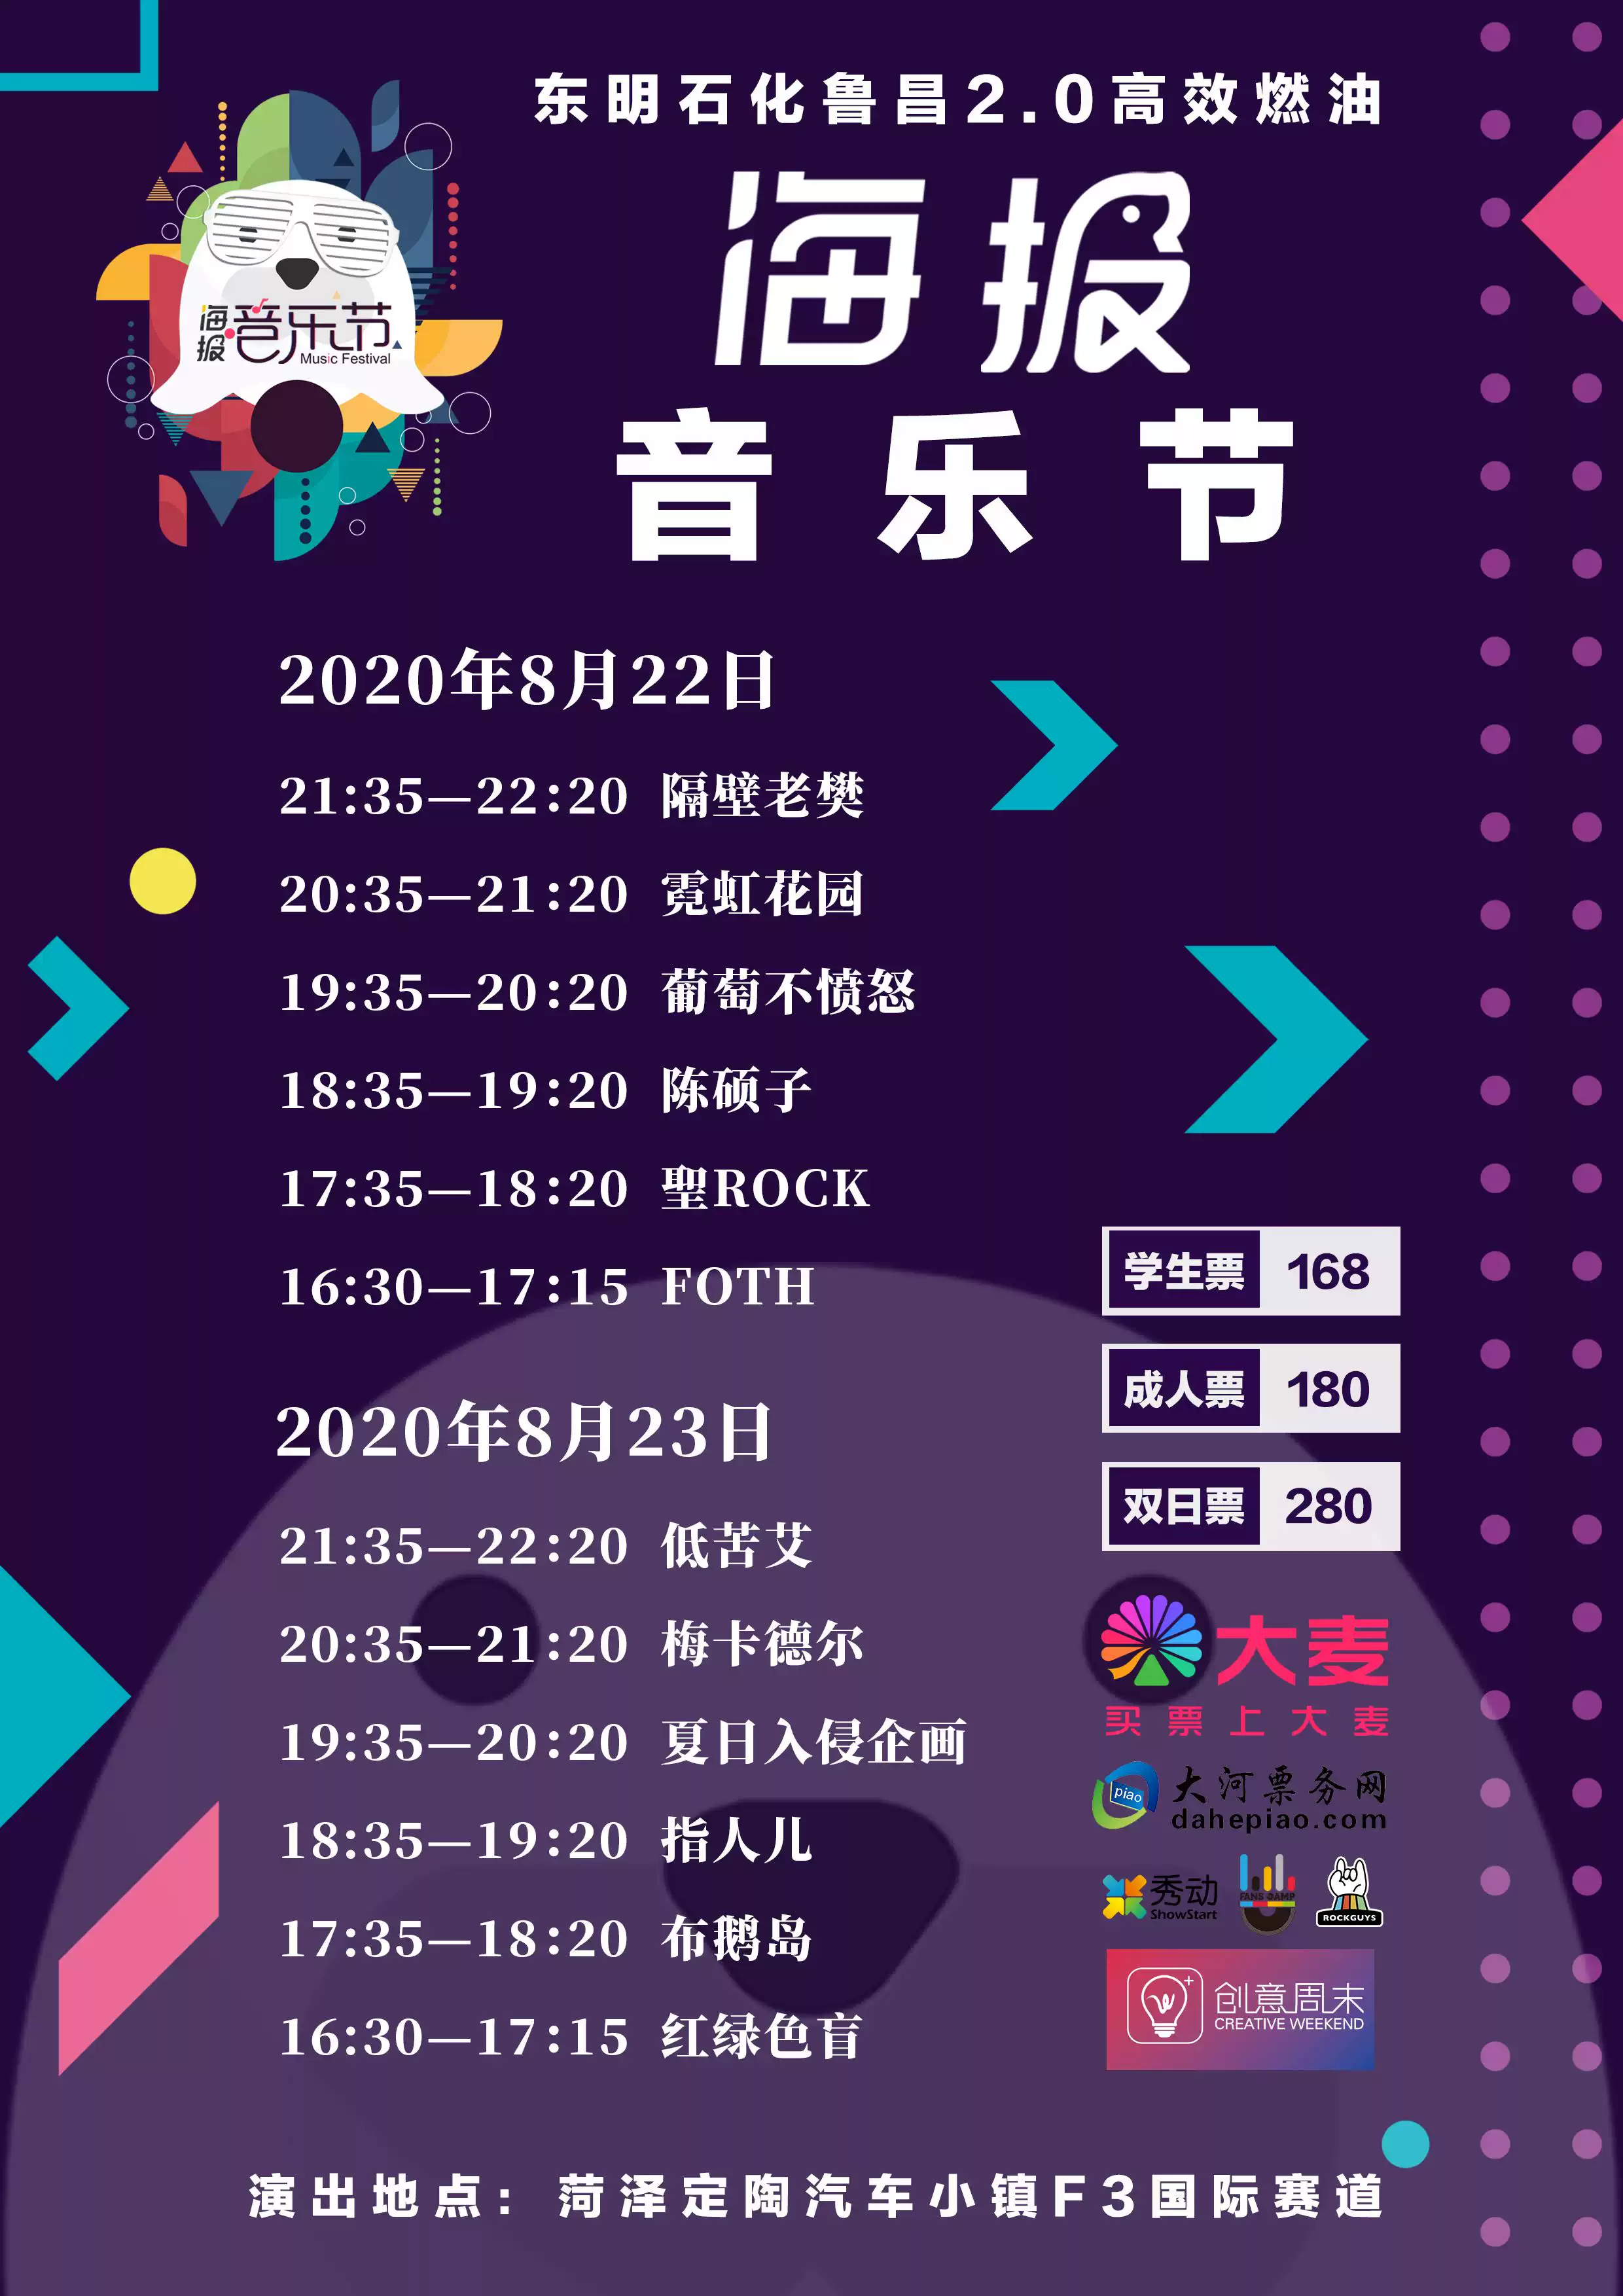 东明石化鲁昌2.0高效燃油
海报
音乐节
海报音乐节
Music Festival
2020年8月22日
21:35—22:20 隔壁老樊
20:35—21:20 霓虹花园
19:35—20:20 葡萄不愤怒
18:35—19:20 陈硕子
17:35—18:20 聖ROCK
16:30—17:15 FOTH
学生票 168
成人票 180
双日票 280
2020年8月23日
21:35—22:20 低苦艾
20:35—21:20 梅卡德尔
19:35—20:20 夏日入侵企画
18:35—19:20 指人儿
17:35—18:20 布鹅岛
16:30—17:15 红绿色盲
大麦
买票上大麦
piao
大河票务网
dahepiao.com
秀动
ShowStart
FANS CAMP
ROCKGUYS
创意周末
CREATIVE WEEKEND
演出地点：菏泽定陶汽车小镇F3国际赛道